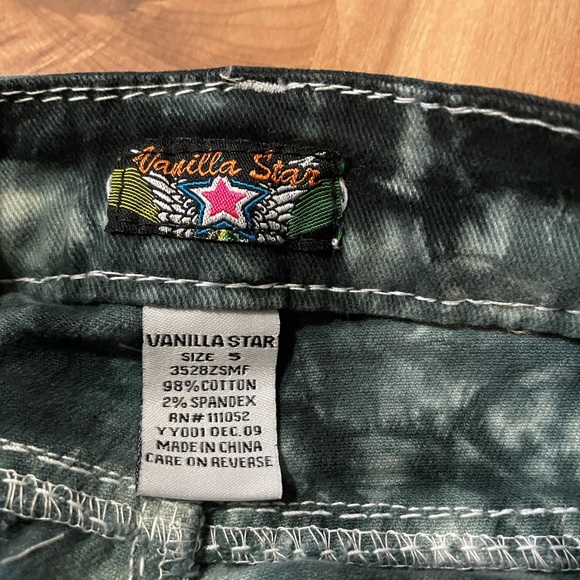 Vanilla Star
VANILLA STAR
SIZE 5
3528ZSMF
98% COTTON
2% SPANDEX
RN# 111052
YY001 DEC. 09
MADE IN CHINA
CARE ON REVERSE